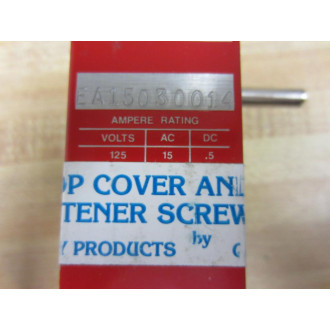 EA15030014
AMPERE RATING
VOLTS AC DC
125 15 .5
OP COVER AN
TENER SCREW
Y PRODUCTS by